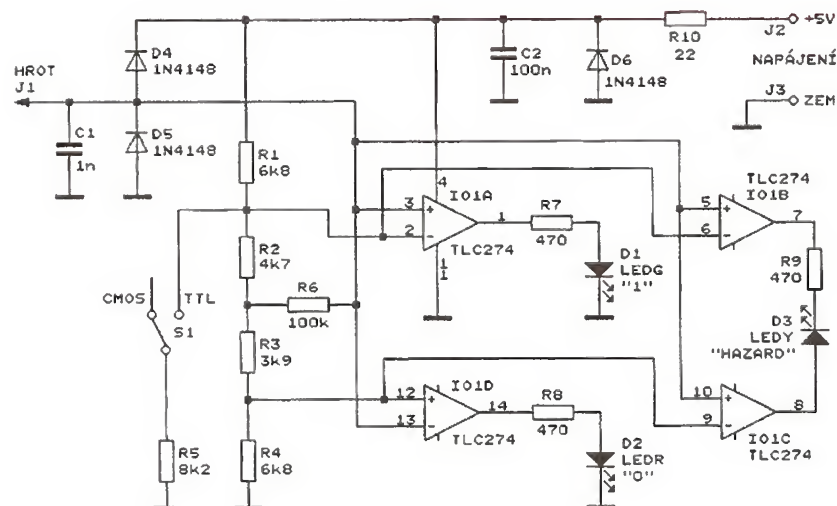 D4
1N4148
HROT
J1
C1
1n
D5
1N4148
R1
6k8
C2
100n
D6
1N4148
R10
22
J2
+5V
NAPÁJENÍ
J3
ZEM
4
IO1A
3
+
2
-
1
TLC274
11
R7
470
D1
LEDG
"1"
TLC274
IO1B
5
+
6
-
7
R9
470
D3
LEDY
"HAZARD"
R2
4k7
CMOS
TTL
S1
R6
100k
R3
3k9
12
+
13
-
IO1D
14
TLC274
R8
470
D2
LEDR
"0"
10
+
9
-
8
IO1C
TLC274
R5
8k2
R4
6k8